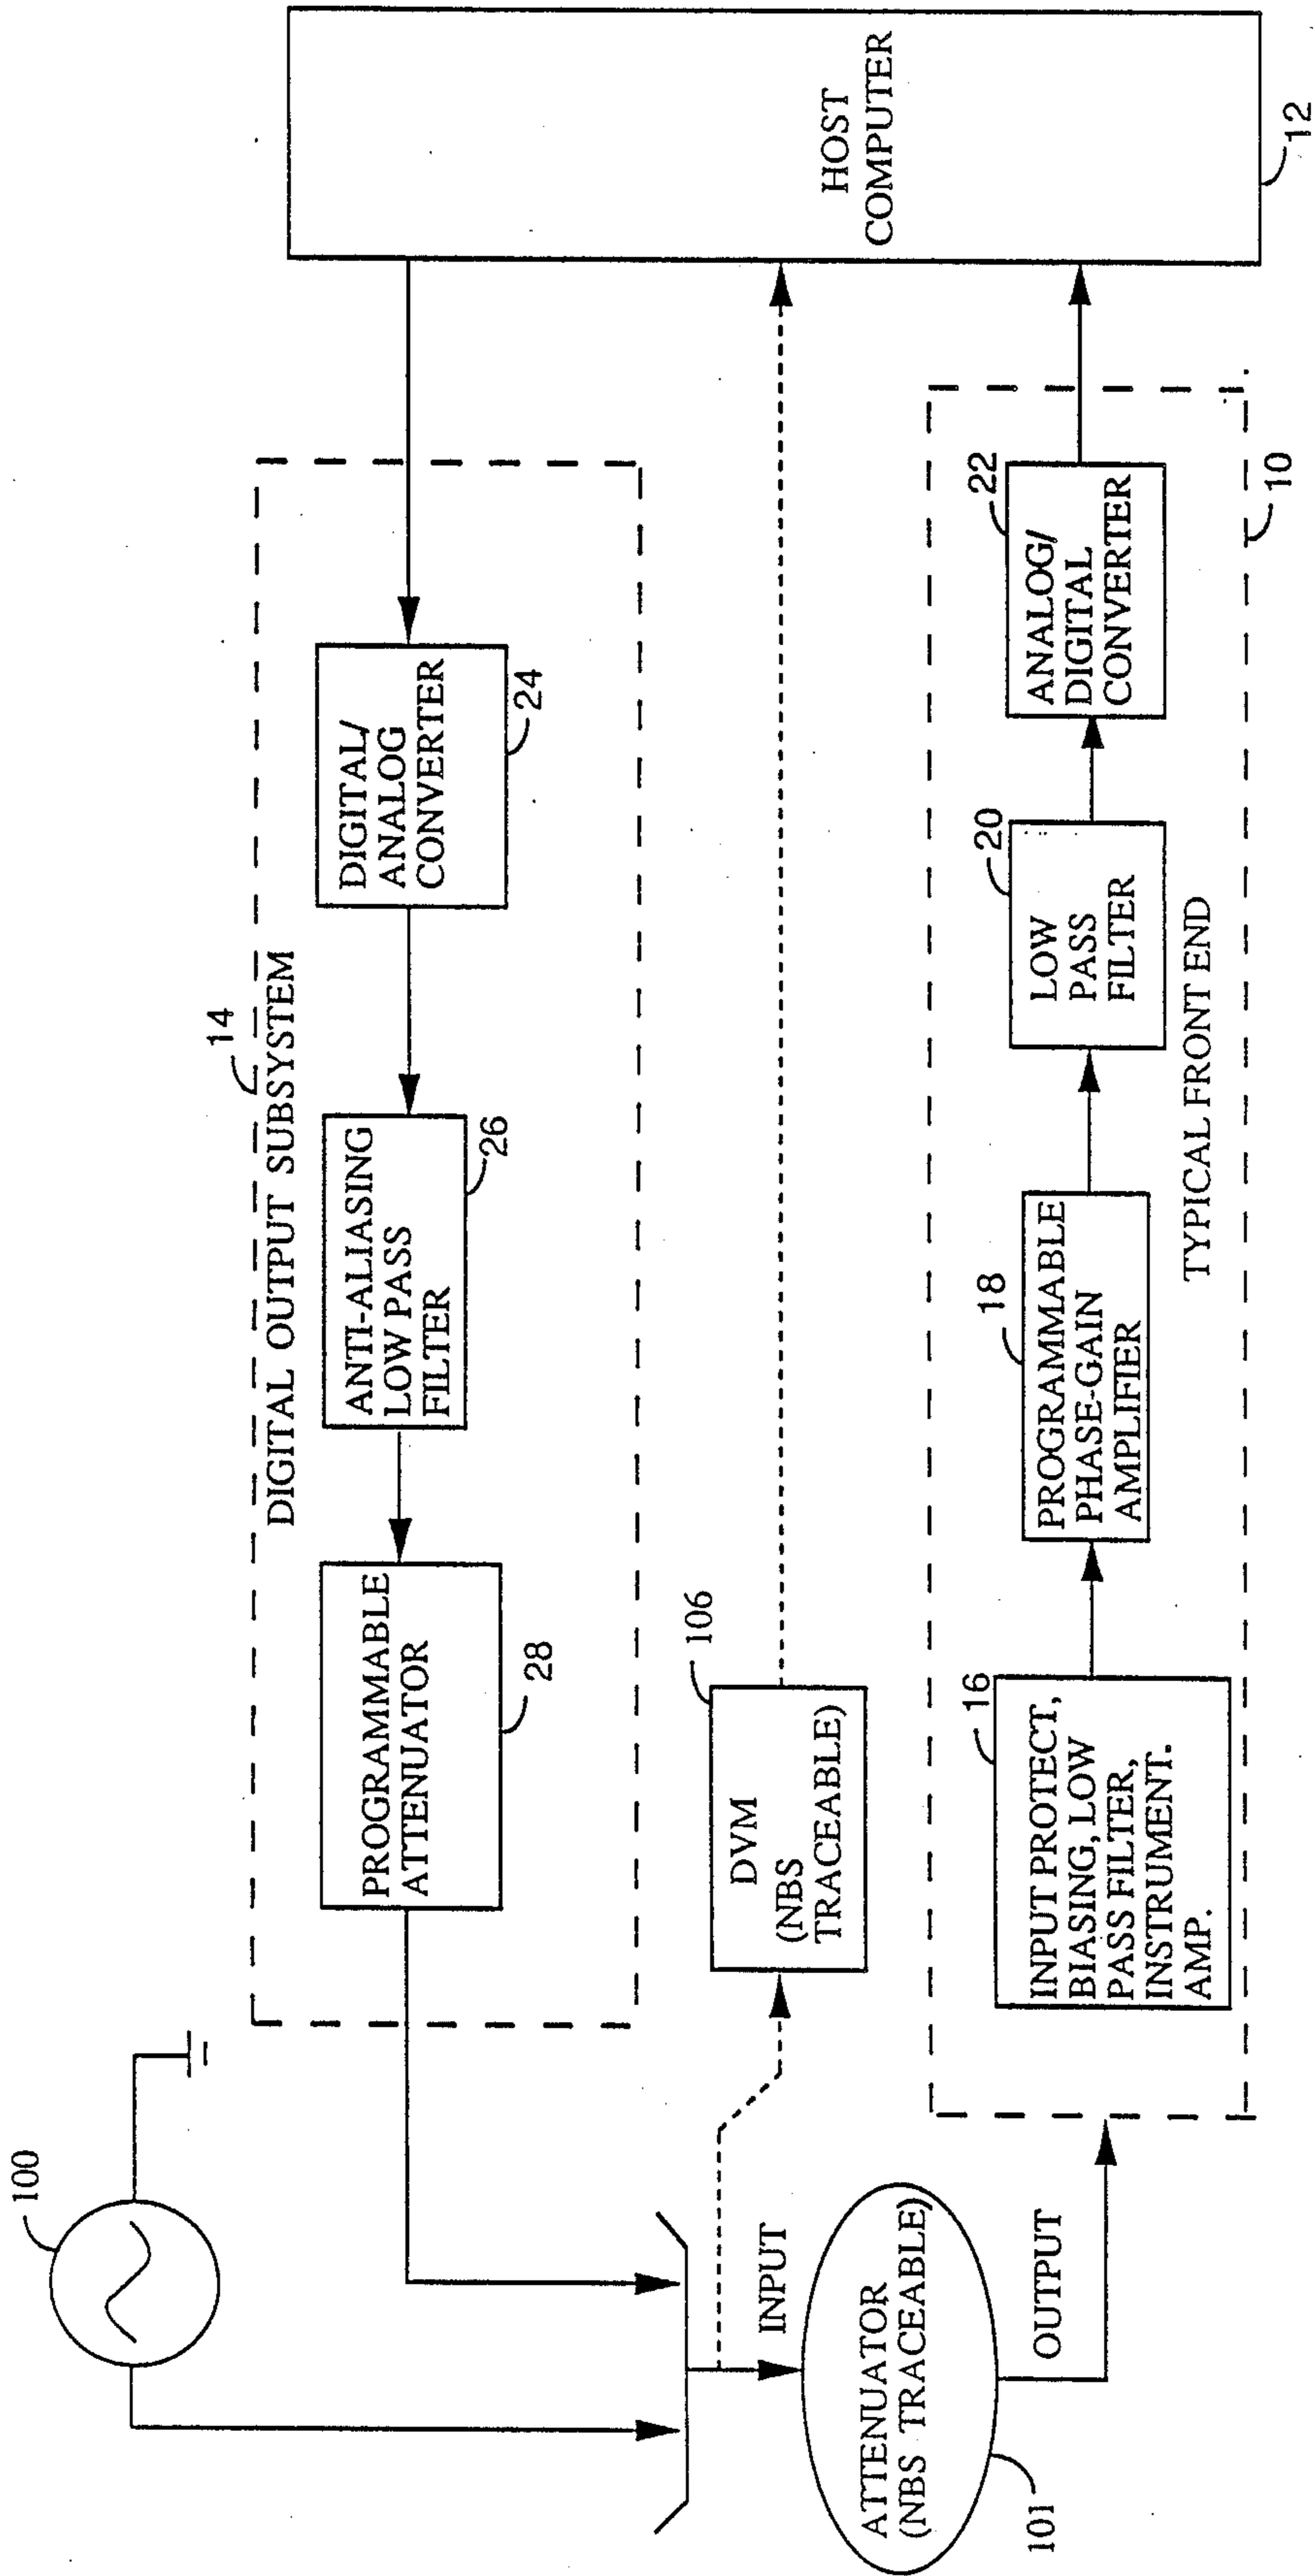 100
14
DIGITAL OUTPUT SUBSYSTEM
PROGRAMMABLE
ATTENUATOR
28
ANTI-ALIASING
LOW PASS
FILTER
26
DIGITAL/
ANALOG
CONVERTER
24
HOST
COMPUTER
12
INPUT
DVM
(NBS
TRACEABLE)
106
ATTENUATOR
(NBS TRACEABLE)
101
OUTPUT
16
INPUT PROTECT,
BIASING, LOW
PASS FILTER,
INSTRUMENT.
AMP.
18
PROGRAMMABLE
PHASE-GAIN
AMPLIFIER
20
LOW
PASS
FILTER
22
ANALOG/
DIGITAL
CONVERTER
TYPICAL FRONT END
10